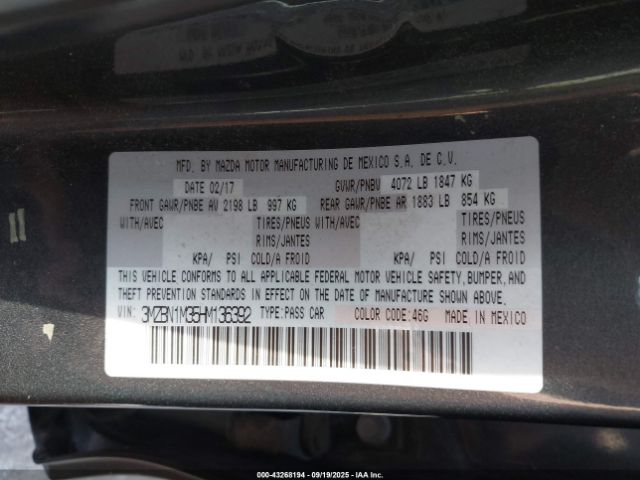 MFD. BY MAZDA MOTOR MANUFACTURING DE MEXICO S.A. DE C.V.
DATE 02/17 GVWR/PNBV 4072 LB 1847 KG
FRONT GAWR/PNBE AV 2198 LB 997 KG REAR GAWR/PNBE AR 1883 LB 854 KG
WITH/AVEC TIRES/PNEUS WITH/AVEC TIRES/PNEUS
RIMS/JANTES RIMS/JANTES
KPA/ PSI COLD/A FROID KPA/ PSI COLD/A FROID
THIS VEHICLE CONFORMS TO ALL APPLICABLE FEDERAL MOTOR VEHICLE SAFETY, BUMPER, AND
THEFT PREVENTION STANDARDS IN EFFECT ON THE DATE OF MANUFACTURE SHOWN ABOVE.
VIN: 3MZBN1M35HM136392 TYPE:PASS CAR COLOR CODE:46G MADE IN MEXICO
000-43268194 - 09/19/2025 - IAAI.COM